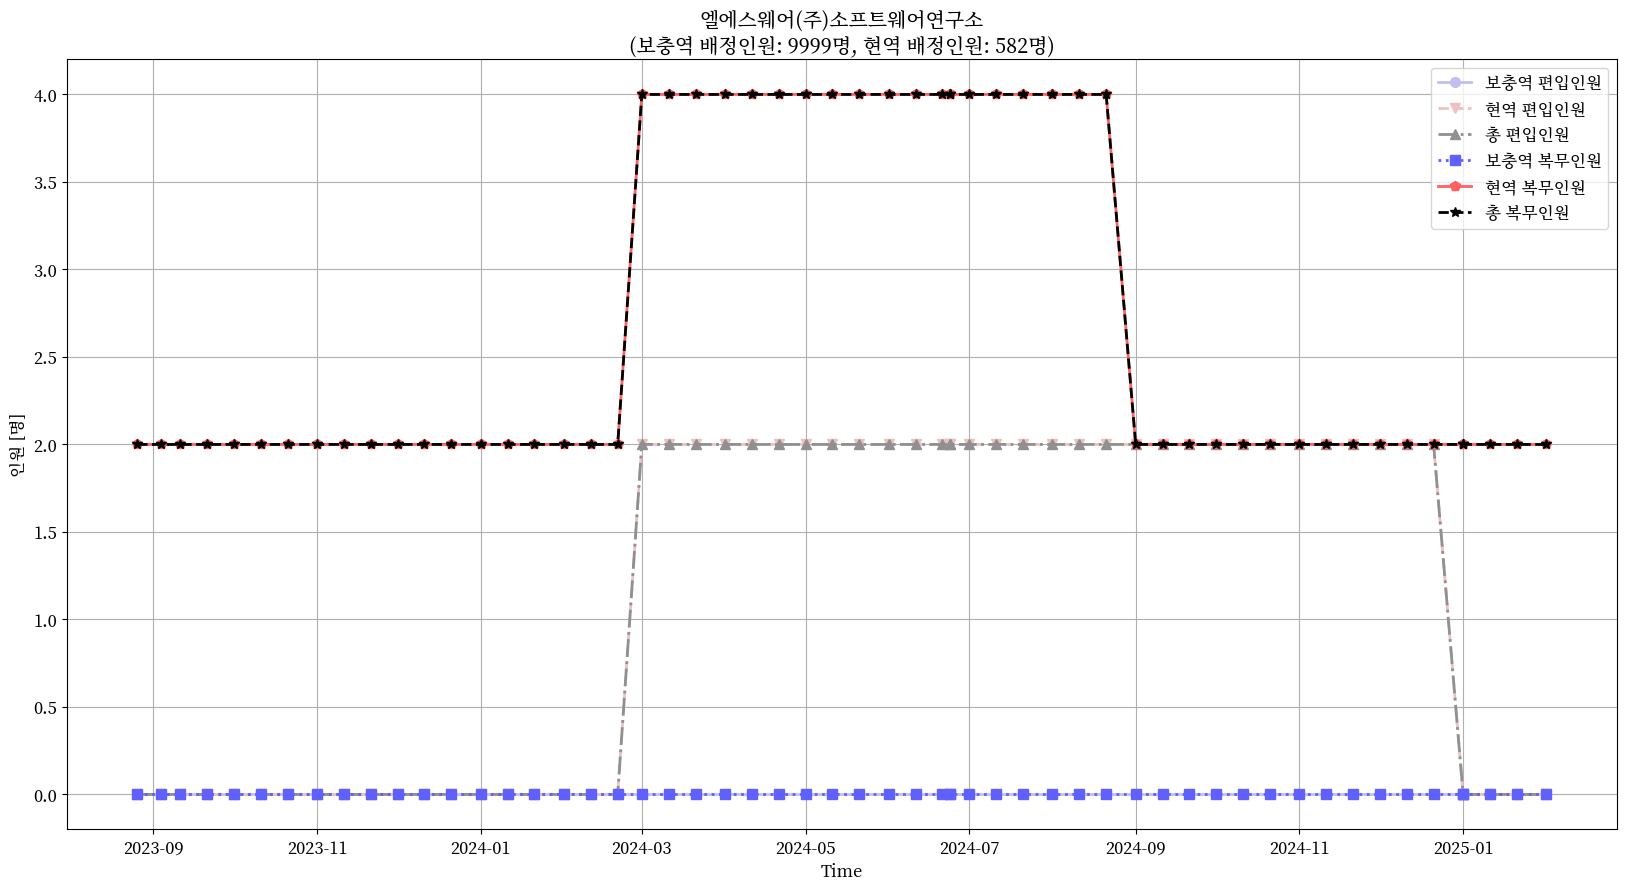 엘에스웨어(주)소프트웨어연구소
(보충역 배정인원: 9999명, 현역 배정인원: 582명)
보충역 편입인원
현역 편입인원
총 편입인원
보충역 복무인원
현역 복무인원
총 복무인원
인원 [명]
4.0
3.5
3.0
2.5
2.0
1.5
1.0
0.5
0.0
2023-09 2023-11 2024-01 2024-03 2024-05 2024-07 2024-09 2024-11 2025-01
Time